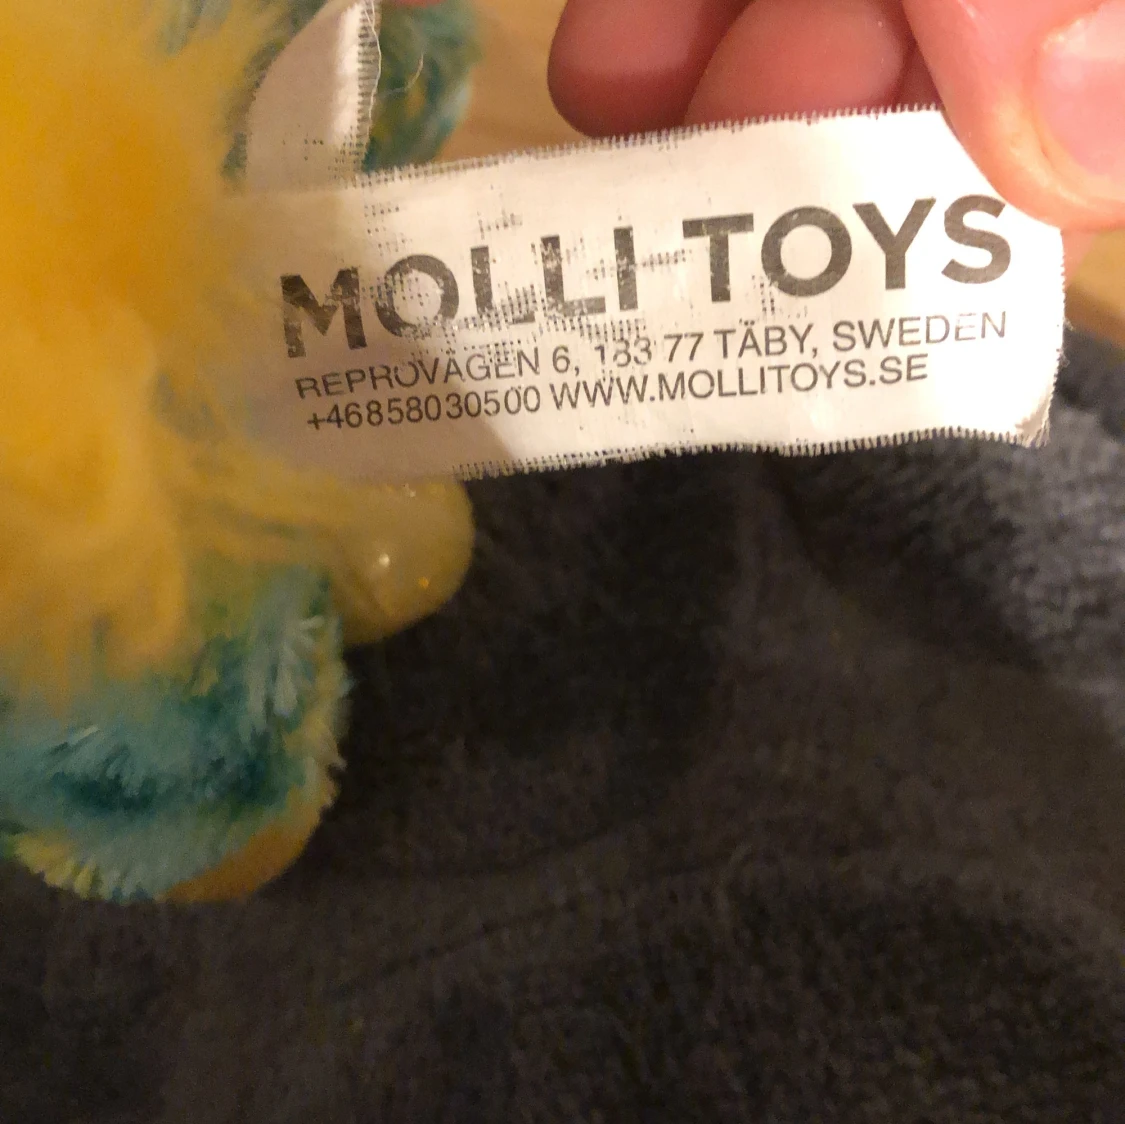 MOLLI TOYS
REPROVÄGEN 6, 183 77 TÄBY, SWEDEN
+46858030500 WWW.MOLLITOYS.SE